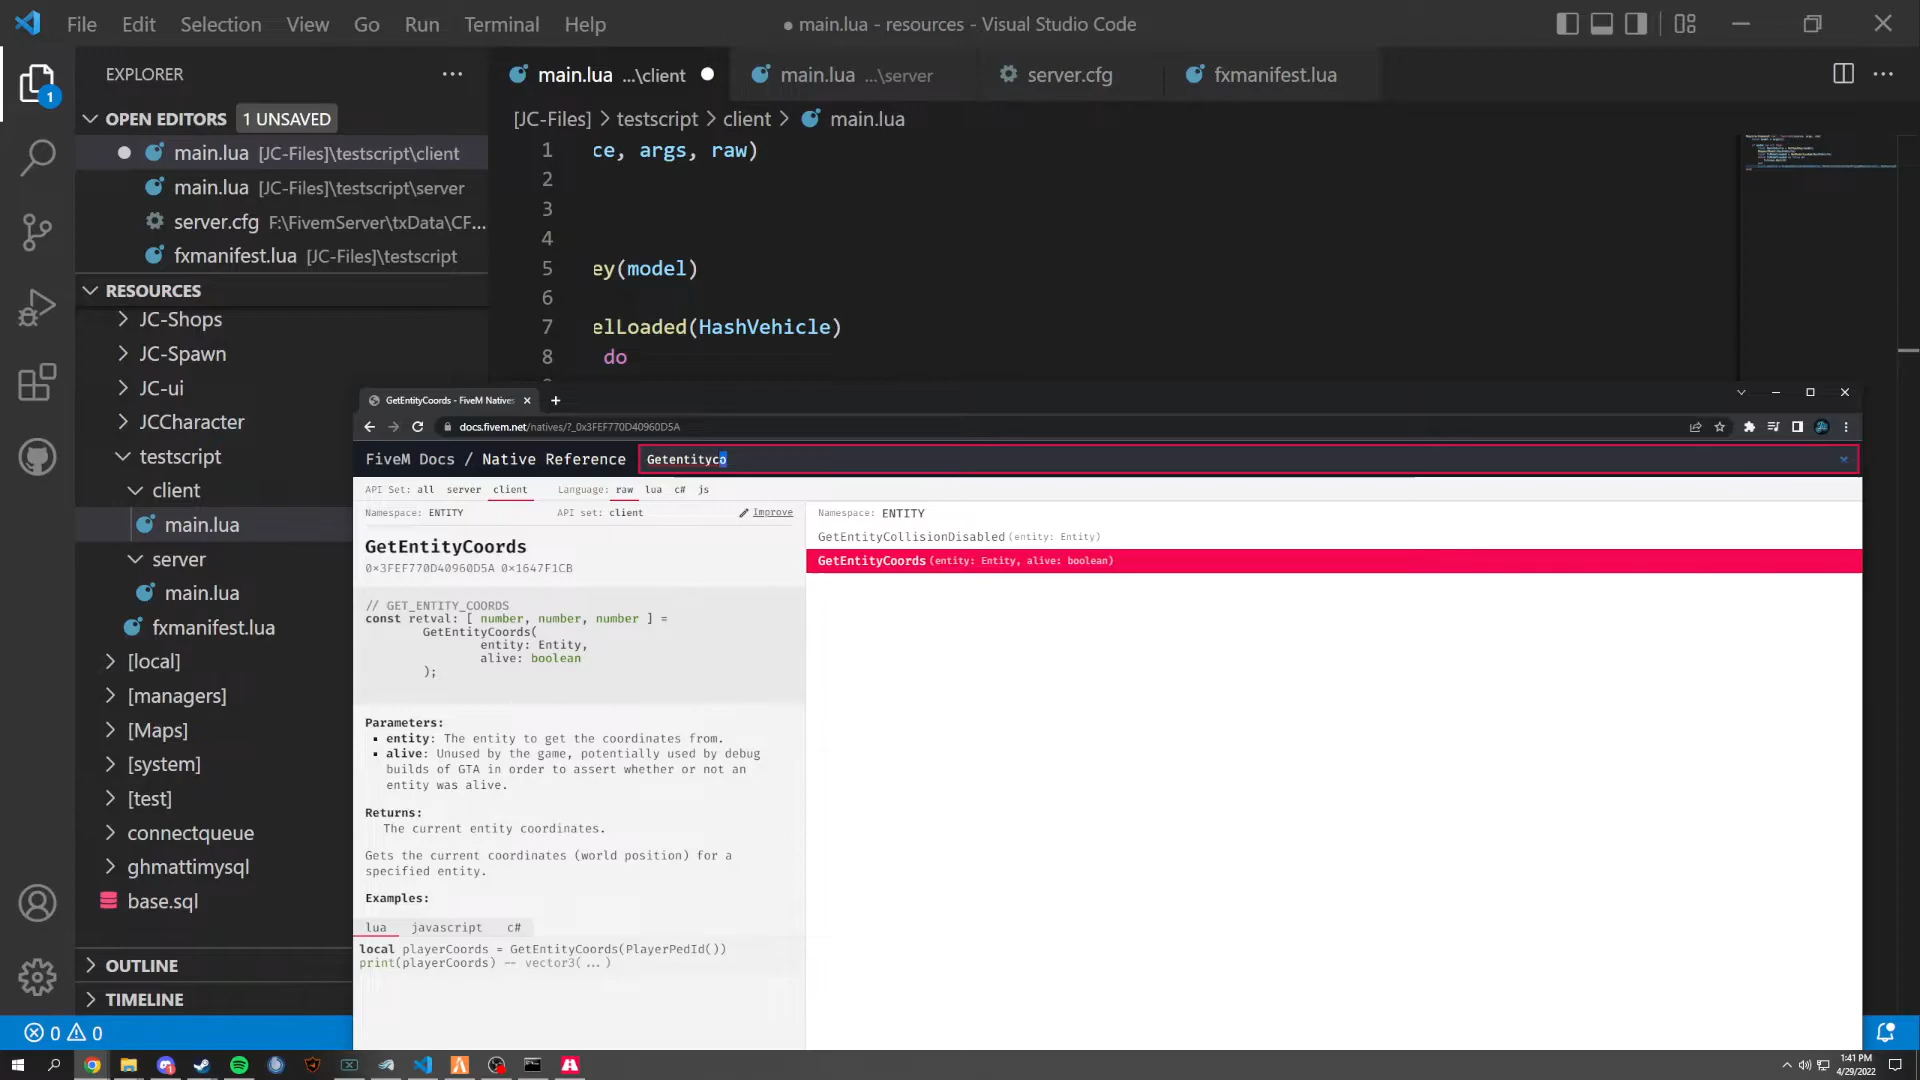 File Edit Selection View Go Run Terminal Help
● main.lua - resources - Visual Studio Code
EXPLORER
1
OPEN EDITORS 1 UNSAVED
main.lua [JC-Files]\testscript\client
main.lua [JC-Files]\testscript\server
server.cfg F:\FivemServer\txData\CF...
fxmanifest.lua [JC-Files]\testscript
RESOURCES
JC-Shops
JC-Spawn
JC-ui
JCCharacter
testscript
client
main.lua
server
main.lua
fxmanifest.lua
[local]
[managers]
[Maps]
[system]
[test]
connectqueue
ghmattimysql
base.sql
OUTLINE
TIMELINE
0 0
main.lua ...\client
main.lua ...\server
server.cfg
fxmanifest.lua
[JC-Files] > testscript > client > main.lua
1 ce, args, raw)
2
3
4
5 ey(model)
6
7 elLoaded(HashVehicle)
8 do
GetEntityCoords - FiveM Natives
docs.fivem.net/natives/?_0x3FEF770D40960D5A
FiveM Docs / Native Reference
Getentityco
API Set: all server client Language: raw lua c# js
Namespace: ENTITY API set: client Improve
GetEntityCoords
0x3FEF770D40960D5A 0x1647F1CB
// GET_ENTITY_COORDS
const retval: [ number, number, number ] =
GetEntityCoords(
entity: Entity,
alive: boolean
);
Parameters:
▪ entity: The entity to get the coordinates from.
▪ alive: Unused by the game, potentially used by debug
builds of GTA in order to assert whether or not an
entity was alive.
Returns:
The current entity coordinates.
Gets the current coordinates (world position) for a
specified entity.
Examples:
lua javascript c#
local playerCoords = GetEntityCoords(PlayerPedId())
print(playerCoords) -- vector3(...)
Namespace: ENTITY
GetEntityCollisionDisabled(entity: Entity)
GetEntityCoords(entity: Entity, alive: boolean)
1:41 PM
4/29/2022